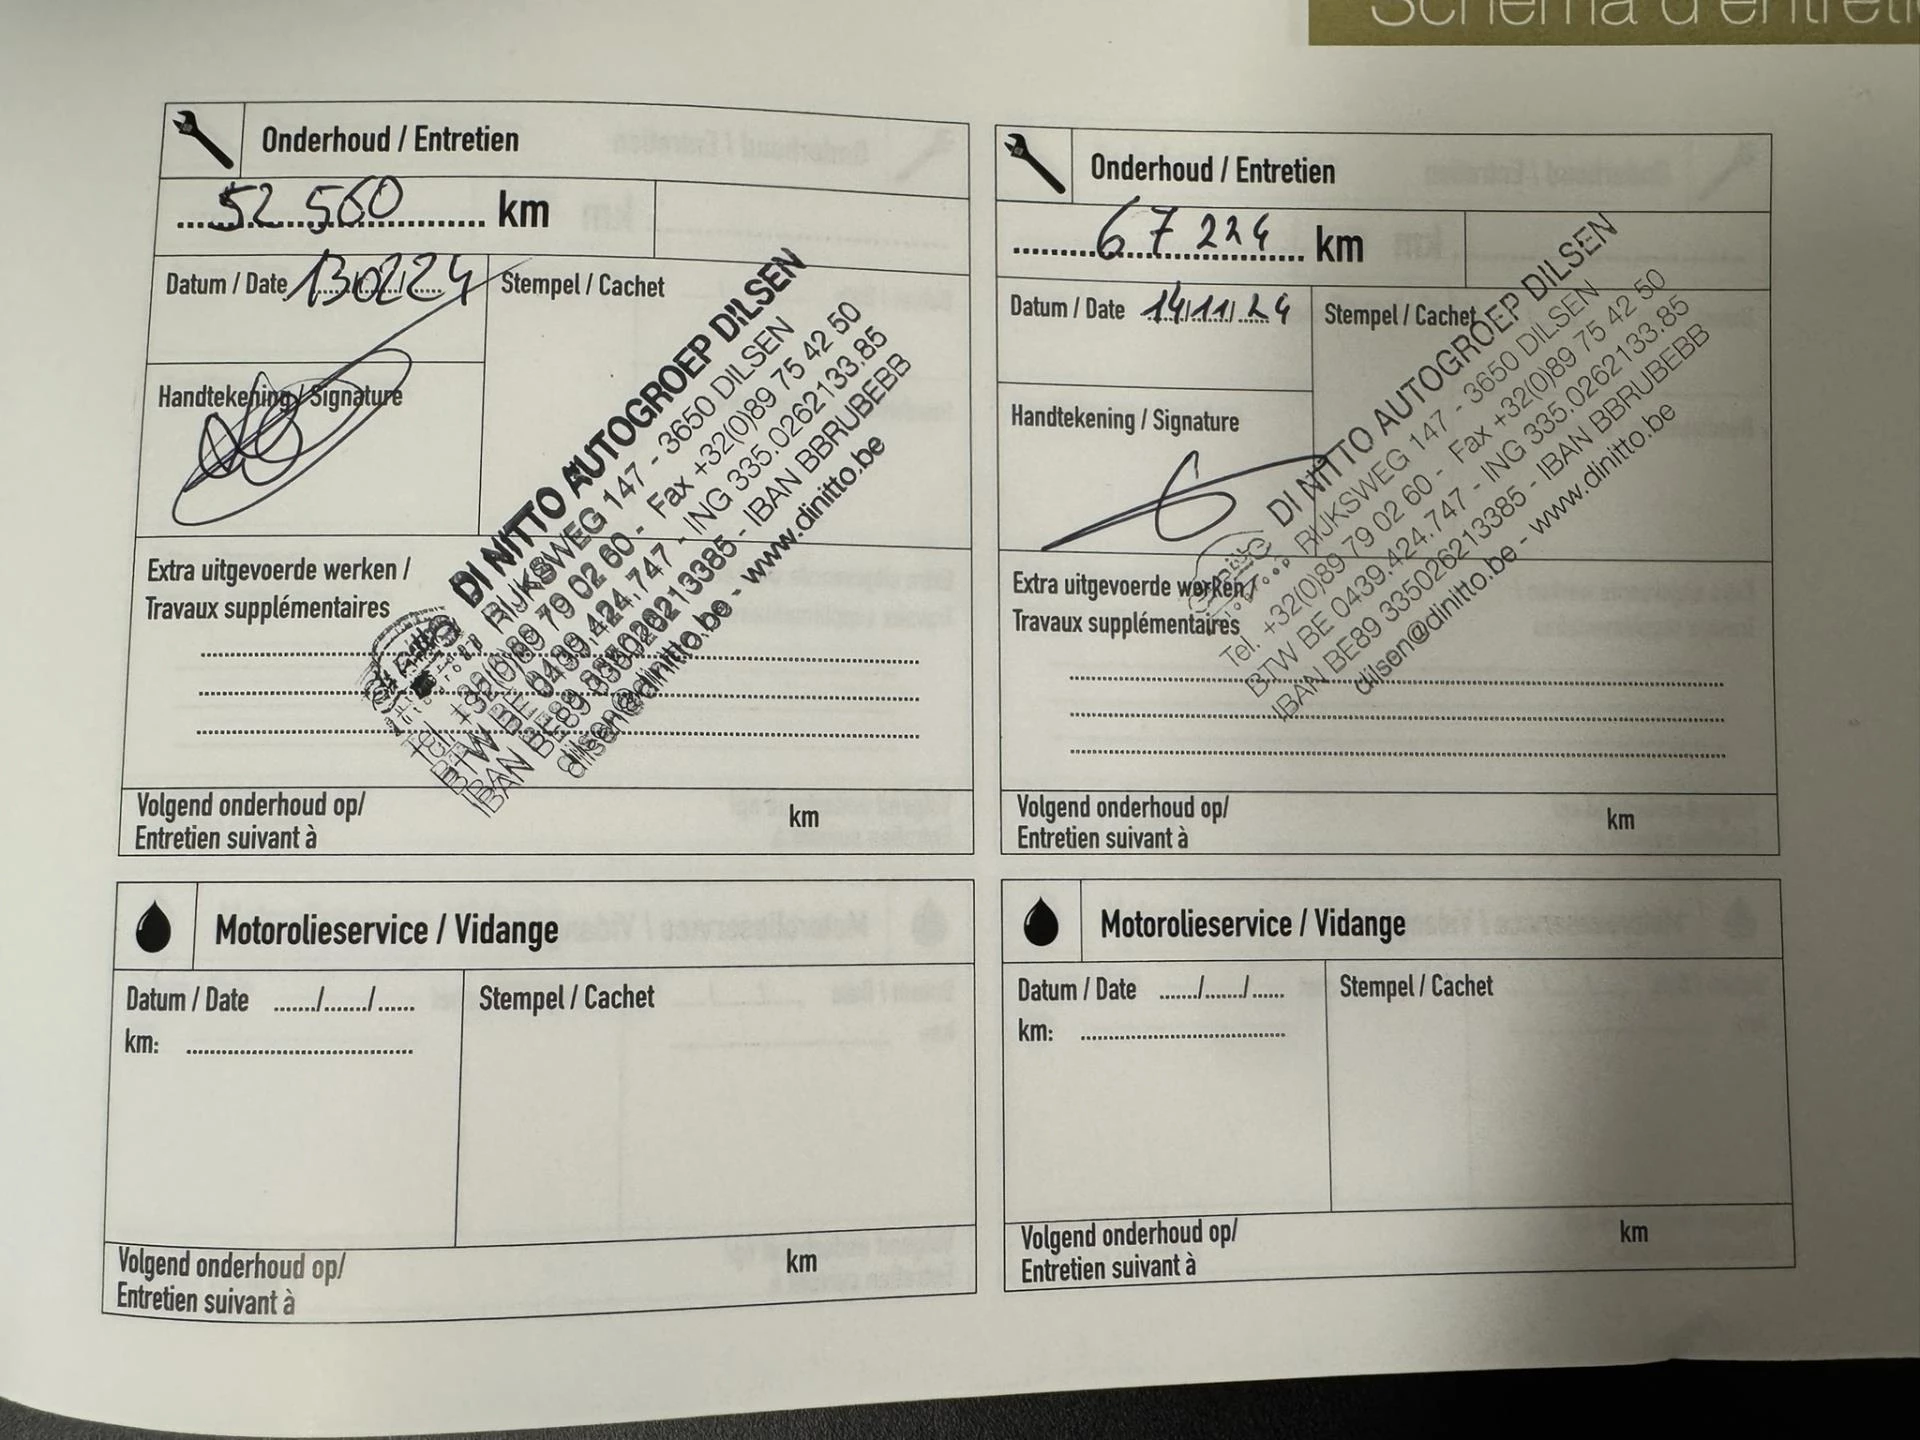 Schema d'entreti
Onderhoud / Entretien
52 560 km
Datum / Date 13/02/24
Stempel / Cachet
Handtekening / Signature
DI NITTO AUTOGROEP DILSEN
RIJKSWEG 147 - 3650 DILSEN
+32(0)89 79 02 60 - Fax +32(0)89 75 42 50
BTW BE 0439.424.747 - ING 335.0262133.85
IBAN BE89 33502621 3385 - IBAN BBRUBEBB
dilsen@dinitto.be - www.dinitto.be
Extra uitgevoerde werken /
Travaux supplémentaires
Volgend onderhoud op/
Entretien suivant à
km
Onderhoud / Entretien
67 224 km
Datum / Date 14/11/24
Stempel / Cachet
Handtekening / Signature
DI NITTO AUTOGROEP DILSEN
RIJKSWEG 147 - 3650 DILSEN
Tel. +32(0)89 79 02 60 - Fax +32(0)89 75 42 50
BTW BE 0439.424.747 - ING 335.0262133.85
IBAN BE89 335026213385 - IBAN BBRUBEBB
dilsen@dinitto.be - www.dinitto.be
Extra uitgevoerde werken /
Travaux supplémentaires
Volgend onderhoud op/
Entretien suivant à
km
Motorolieservice / Vidange
Datum / Date ....../......./......
km:
Stempel / Cachet
Volgend onderhoud op/
Entretien suivant à
km
Motorolieservice / Vidange
Datum / Date ....../......./......
km:
Stempel / Cachet
Volgend onderhoud op/
Entretien suivant à
km